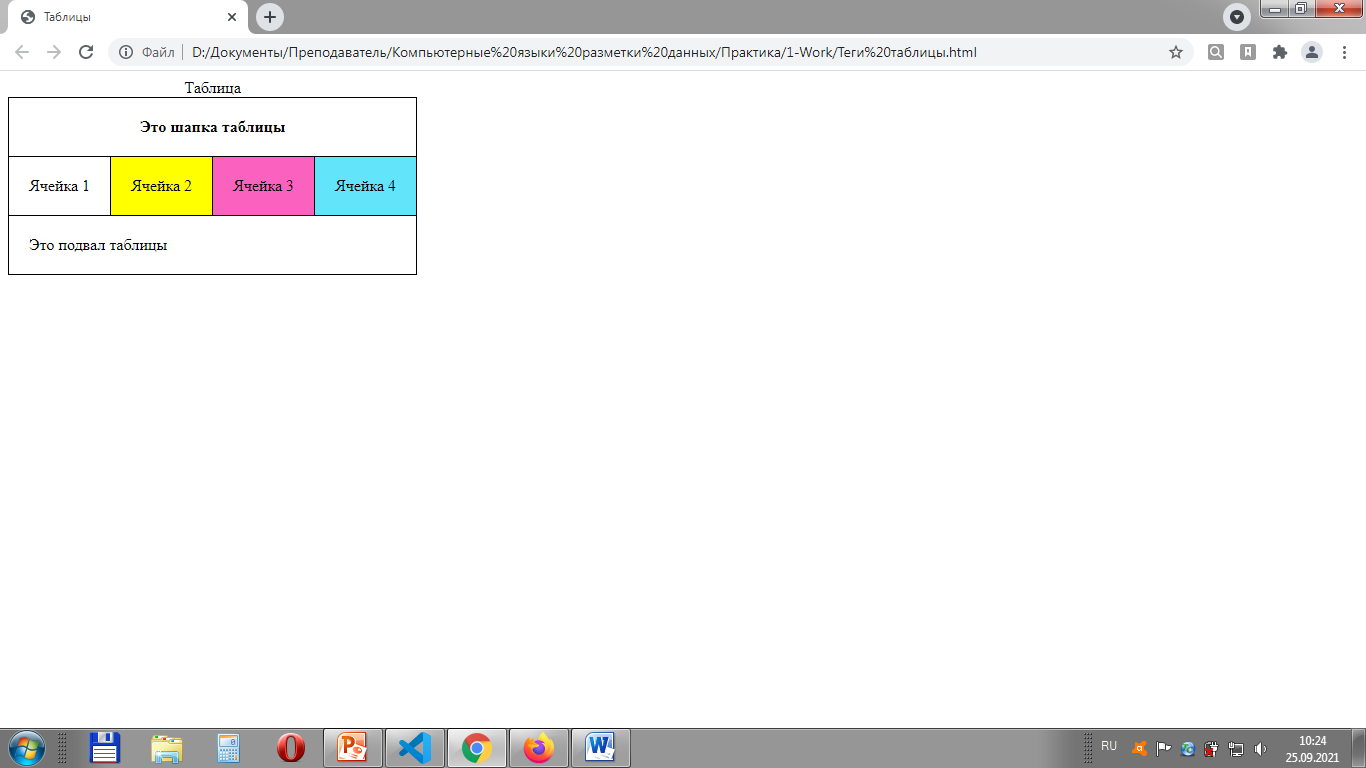 Таблицы
Файл
D:/Документы/Преподаватель/Компьютерные%20языки%20разметки%20данных/Практика/1-Work/Теги%20таблицы.html
Таблица
Это шапка таблицы
Ячейка 1 Ячейка 2 Ячейка 3 Ячейка 4
Это подвал таблицы
RU
10:24
25.09.2021